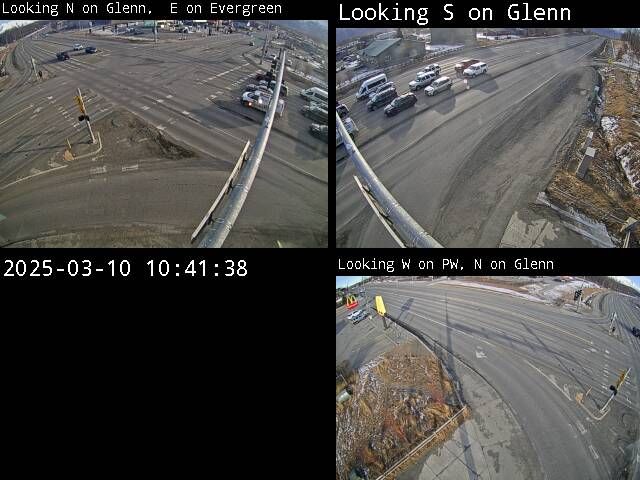 Looking N on Glenn,  E on Evergreen
Looking S on Glenn
2025-03-10 10:41:38
Looking W on PW, N on Glenn